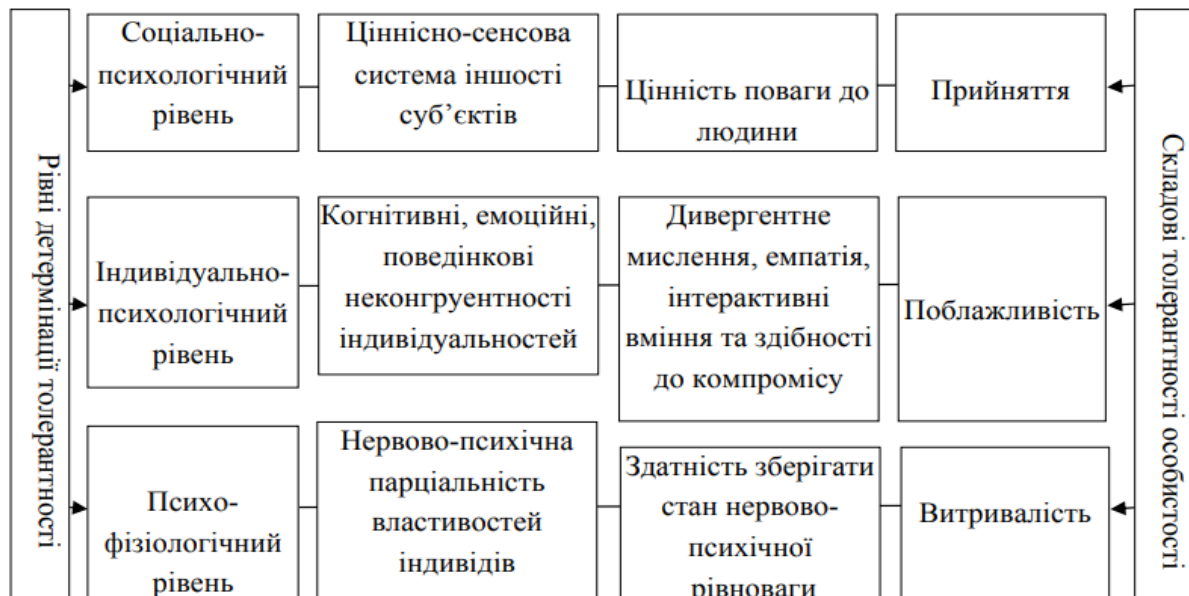 Рівні детермінації толерантності
Соціально-
психологічний
рівень
Ціннісно-сенсова
система іншості
суб’єктів
Цінність поваги до
людини
Прийняття
Індивідуально-
психологічний
рівень
Когнітивні, емоційні,
поведінкові
неконгруентності
індивідуальностей
Дивергентне
мислення, емпатія,
інтерактивні
вміння та здібності
до компромісу
Поблажливість
Психо-
фізіологічний
рівень
Нервово-психічна
парціальність
властивостей
індивідів
Здатність зберігати
стан нервово-
психічної
рівноваги
Витривалість
Складові толерантності особистості